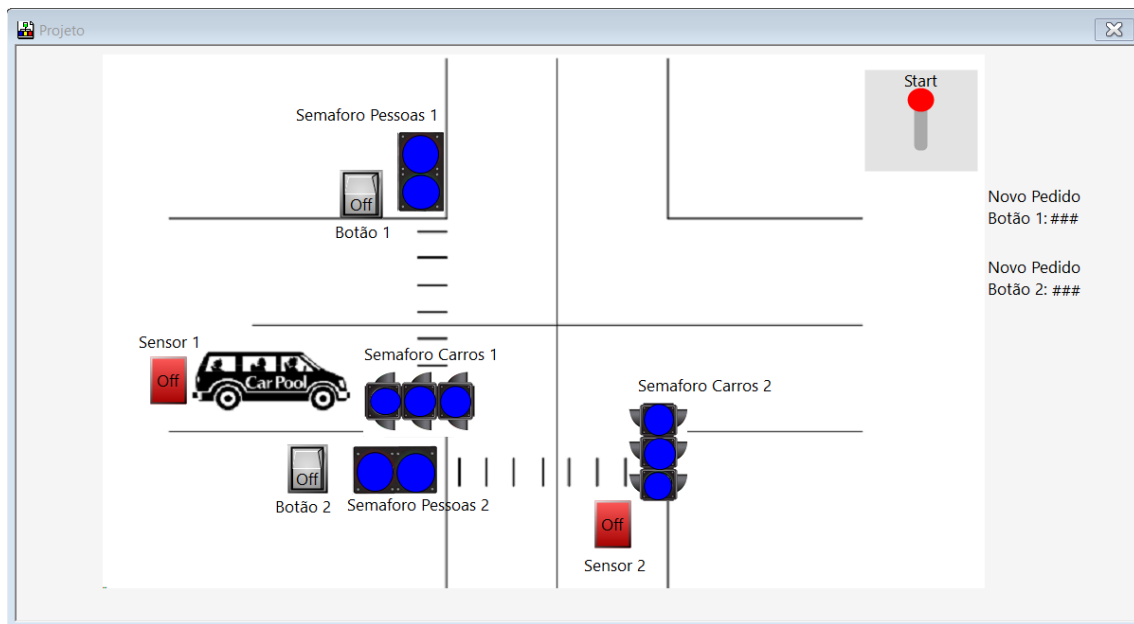 Projeto
Start
Semaforo Pessoas 1
Off
Botão 1
Novo Pedido
Botão 1: ###
Novo Pedido
Botão 2: ###
Sensor 1
Off
Car Pool
Semaforo Carros 1
Semaforo Carros 2
Off
Botão 2
Semaforo Pessoas 2
Off
Sensor 2